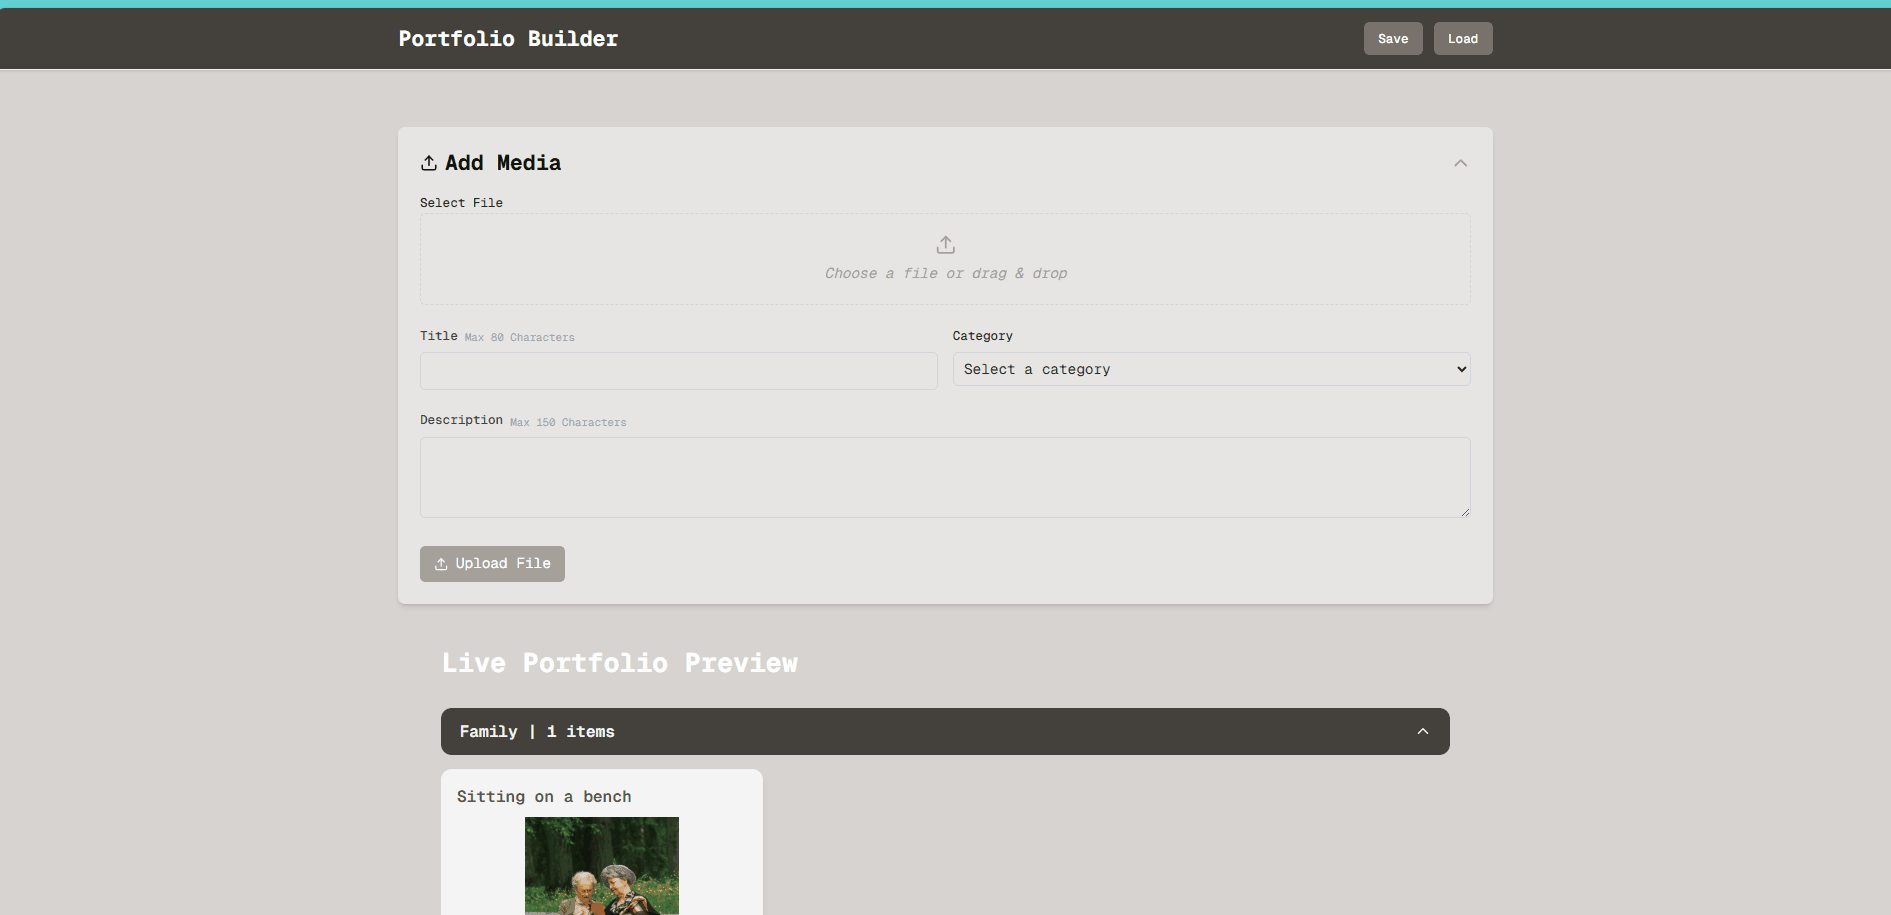 Portfolio Builder
Save
Load
Add Media
Select File
Choose a file or drag & drop
Title Max 80 Characters
Category
Select a category
Description Max 150 Characters
Upload File
Live Portfolio Preview
Family | 1 items
Sitting on a bench